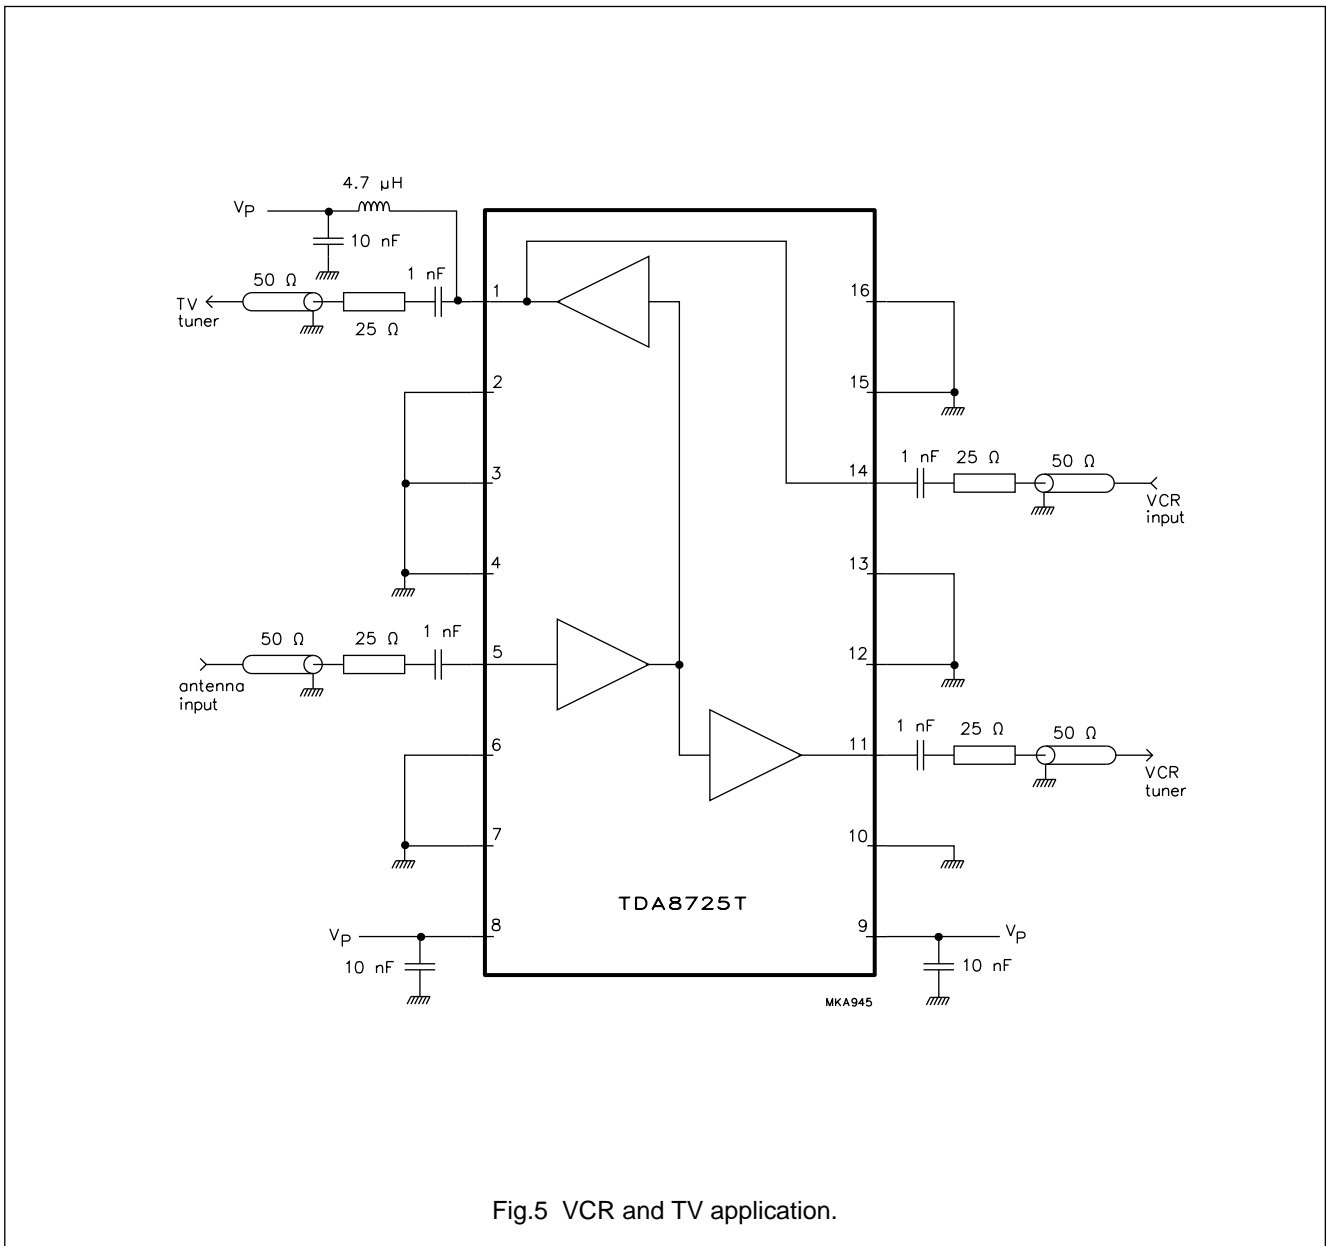 4.7 μH
VP
10 nF
50 Ω
1 nF
TV
tuner
25 Ω
1
16
2
15
3
1 nF
25 Ω
50 Ω
14
VCR
input
4
13
50 Ω
25 Ω
1 nF
5
12
antenna
input
6
1 nF
25 Ω
50 Ω
11
VCR
tuner
7
10
TDA8725T
8
9
VP
VP
10 nF
10 nF
MKA945
Fig.5 VCR and TV application.